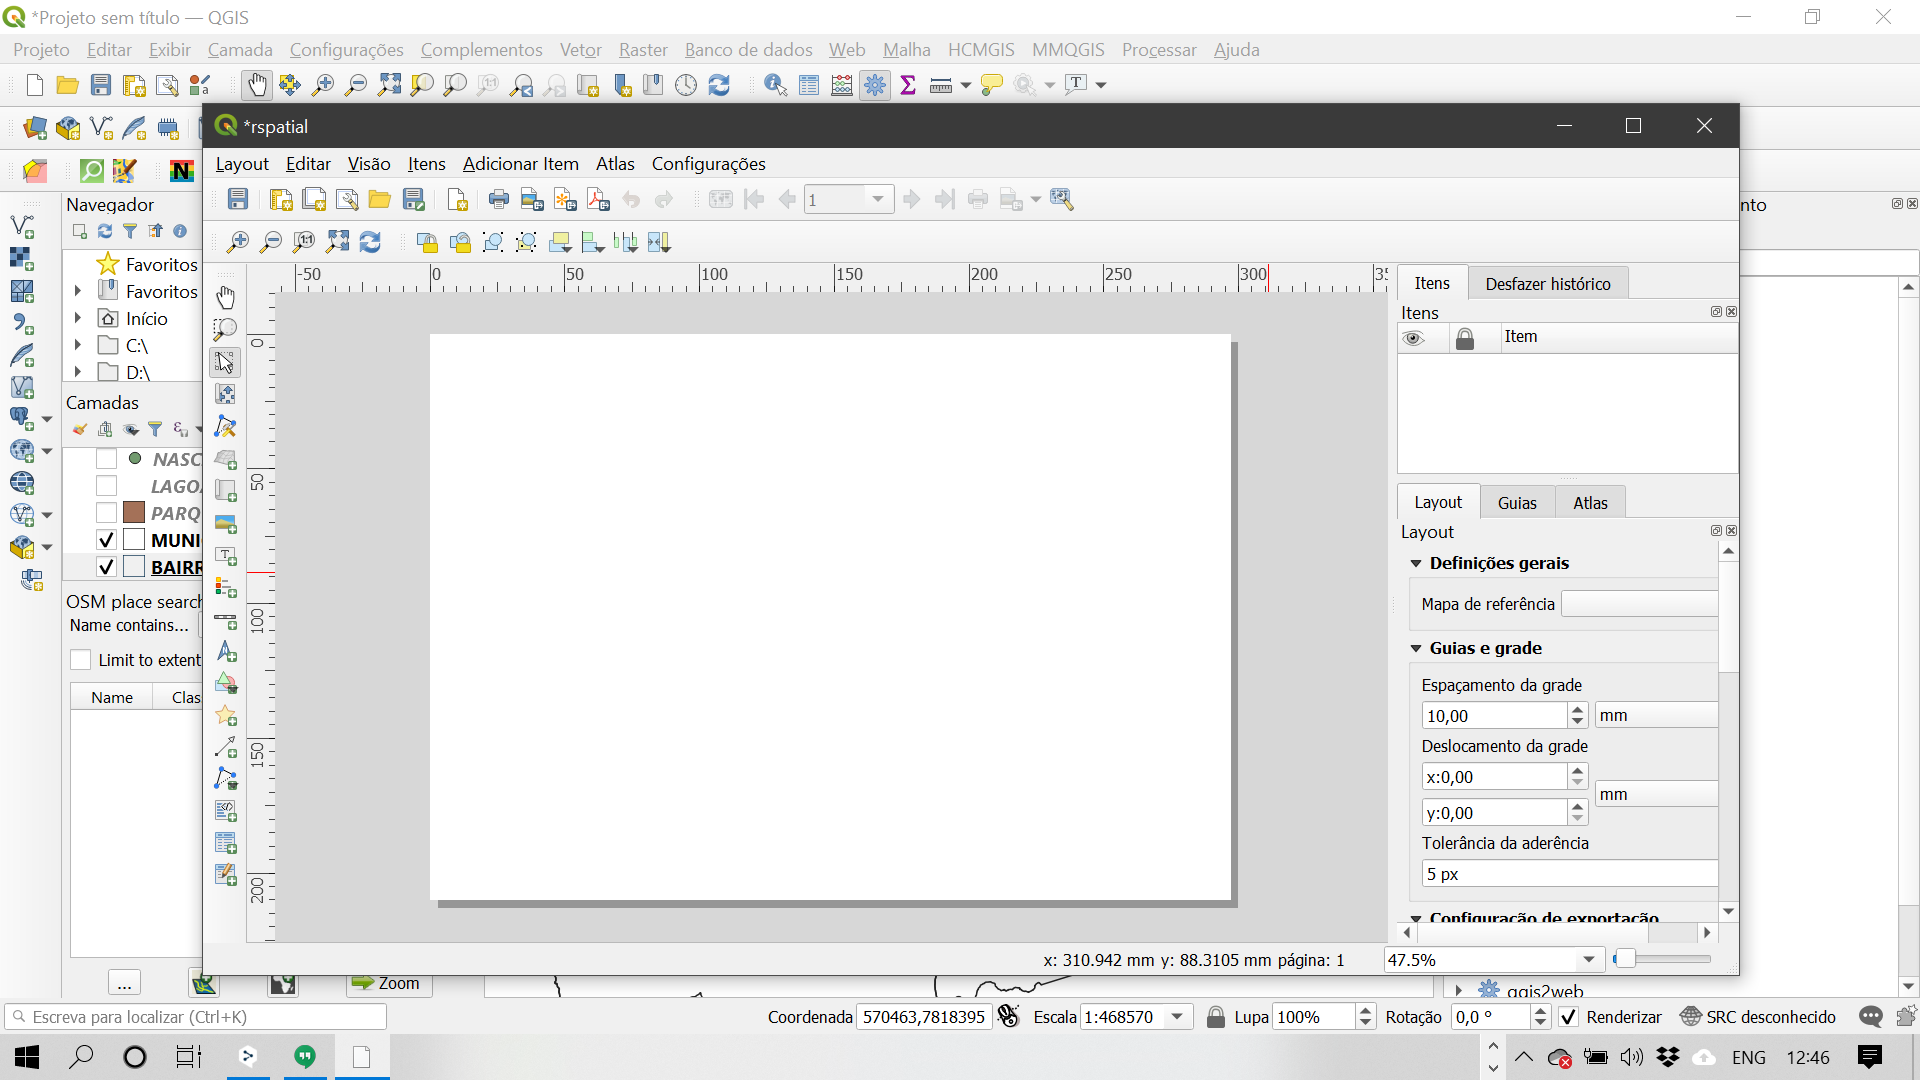 *Projeto sem título — QGIS
Projeto Editar Exibir Camada Configurações Complementos Vetor Raster Banco de dados Web Malha HCMGIS MMQGIS Processar Ajuda
*rspatial
Layout Editar Visão Itens Adicionar Item Atlas Configurações
1
Navegador
nto
Favoritos
Favoritos
Início
C:\
D:\
Camadas
NASC
LAGO
PARQ
MUNI
BAIRR
OSM place search
Name contains...
Limit to extent
Name Clas
...
Zoom
-50 0 50 100 150 200 250 300 35
0
50
100
150
200
Itens Desfazer histórico
Itens
Item
Layout Guias Atlas
Layout
Definições gerais
Mapa de referência
Guias e grade
Espaçamento da grade
10,00 mm
Deslocamento da grade
x:0,00
mm
y:0,00
Tolerância da aderência
5 px
Configuração de exportação
x: 310.942 mm y: 88.3105 mm página: 1 47.5%
qgis2web
Escreva para localizar (Ctrl+K) Coordenada 570463,7818395 Escala 1:468570 Lupa 100% Rotação 0,0 ° Renderizar SRC desconhecido
ENG 12:46